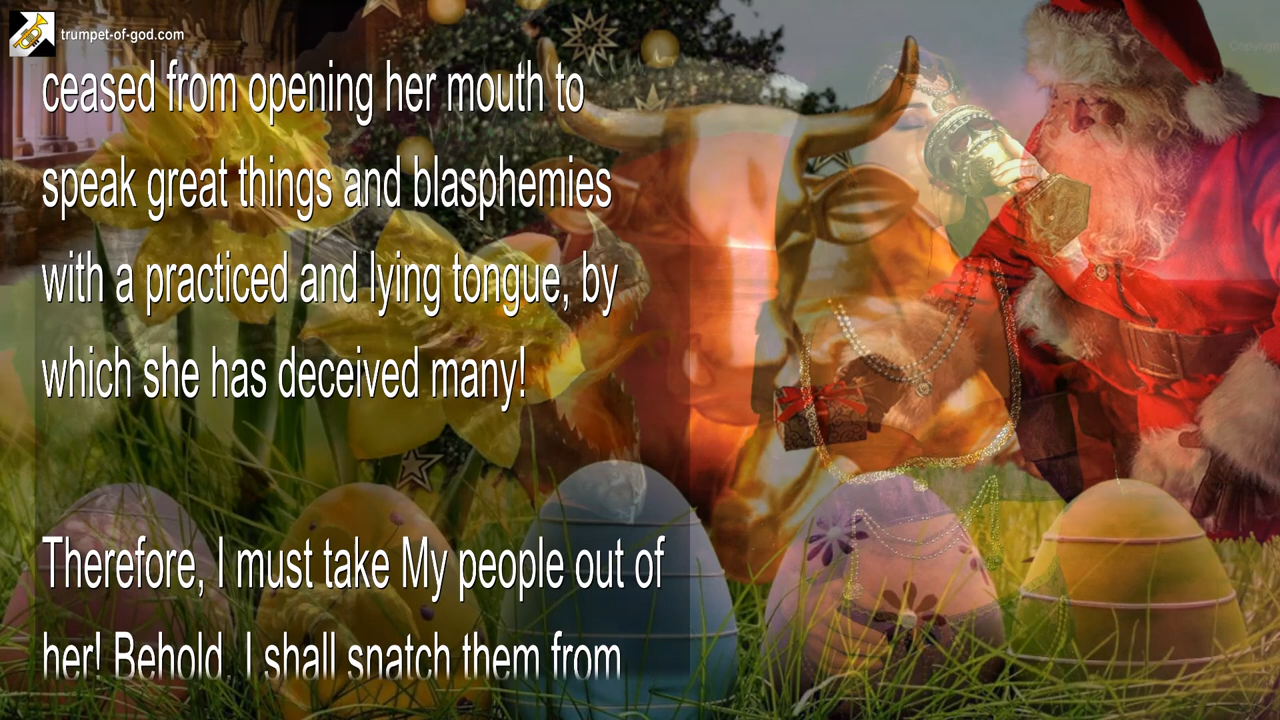 trumpet-of-god.com
ceased from opening her mouth to
speak great things and blasphemies
with a practiced and lying tongue, by
which she has deceived many!
Therefore, I must take My people out of
her! Behold, I shall snatch them from